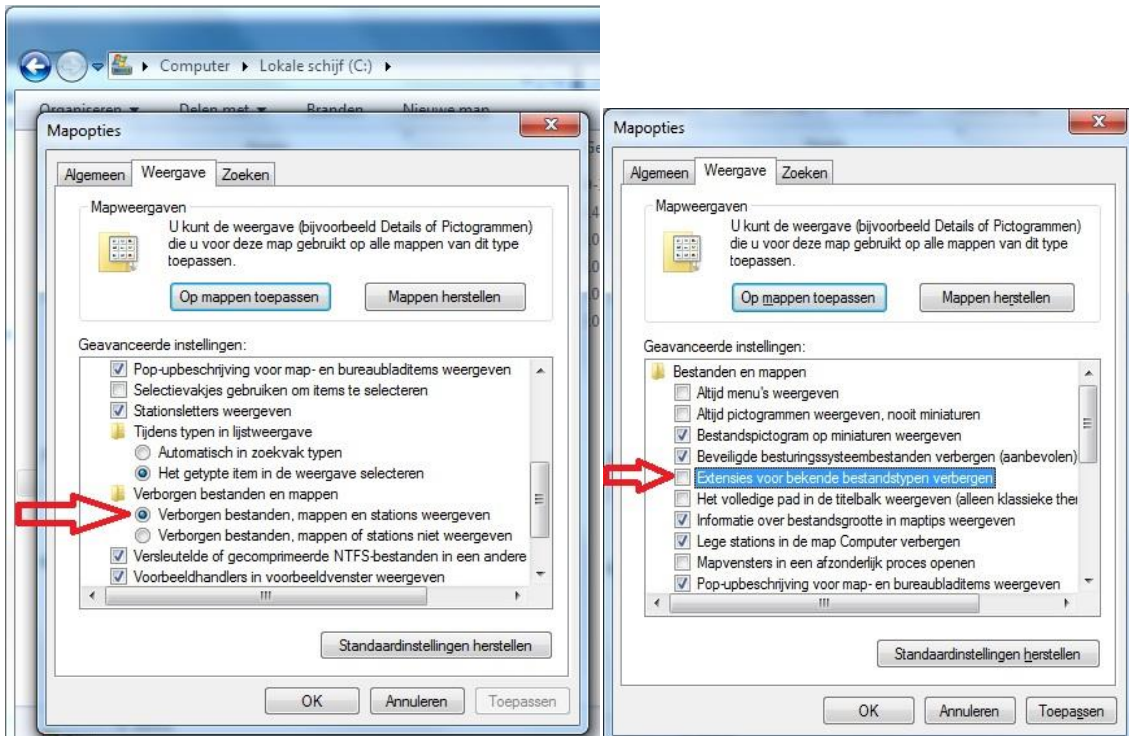 Computer ▸ Lokale schijf (C:) ▸
Organiseren Delen met Branden Nieuwe map
Mapopties
Algemeen Weergave Zoeken
Mapweergaven
U kunt de weergave (bijvoorbeeld Details of Pictogrammen)
die u voor deze map gebruikt op alle mappen van dit type
toepassen.
Op mappen toepassen Mappen herstellen
Geavanceerde instellingen:
Pop-upbeschrijving voor map- en bureaubladitems weergeven
Selectievakjes gebruiken om items te selecteren
Stationsletters weergeven
Tijdens typen in lijstweergave
Automatisch in zoekvak typen
Het getypte item in de weergave selecteren
Verborgen bestanden en mappen
Verborgen bestanden, mappen en stations weergeven
Verborgen bestanden, mappen of stations niet weergeven
Versleutelde of gecomprimeerde NTFS-bestanden in een andere
Voorbeeldhandlers in voorbeeldvenster weergeven
Standaardinstellingen herstellen
OK Annuleren Toepassen
Mapopties
Algemeen Weergave Zoeken
Mapweergaven
U kunt de weergave (bijvoorbeeld Details of Pictogrammen)
die u voor deze map gebruikt op alle mappen van dit type
toepassen.
Op mappen toepassen Mappen herstellen
Geavanceerde instellingen:
Bestanden en mappen
Altijd menu's weergeven
Altijd pictogrammen weergeven, nooit miniaturen
Bestandspictogram op miniaturen weergeven
Beveiligde besturingssysteembestanden verbergen (aanbevolen)
Extensies voor bekende bestandstypen verbergen
Het volledige pad in de titelbalk weergeven (alleen klassieke
Informatie over bestandsgrootte in maptips weergeven
Lege stations in de map Computer verbergen
Mapvensters in een afzonderlijk proces openen
Pop-upbeschrijving voor map- en bureaubladitems weergeven
Standaardinstellingen herstellen
OK Annuleren Toepassen